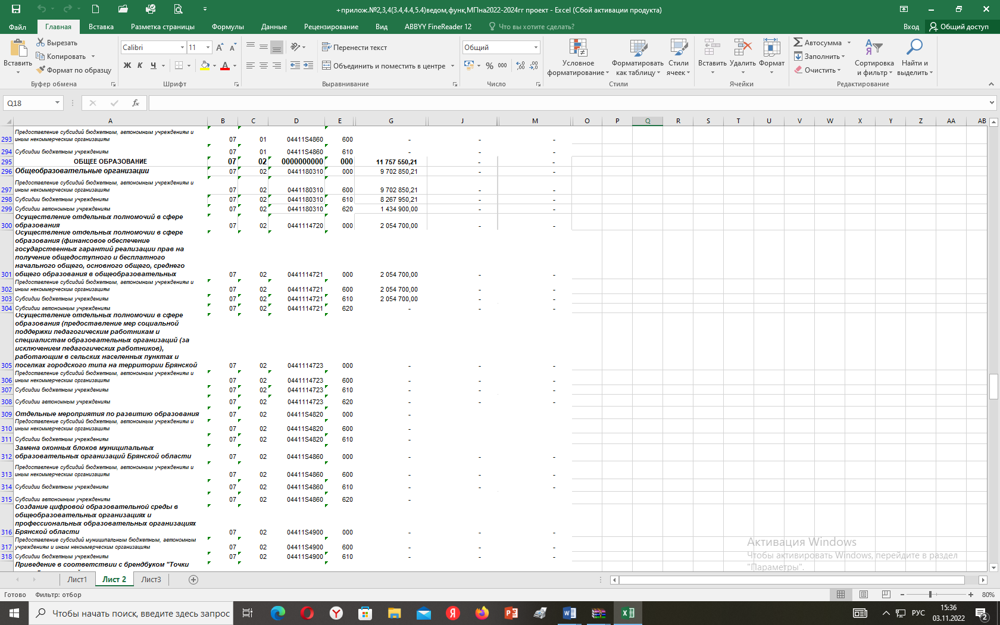 +прилож.№2,3,4(3.4,4.4,5.4)ведом,функ,МПна2022-2024гг проект - Excel (Сбой активации продукта)
Файл Главная Вставка Разметка страницы Формулы Данные Рецензирование Вид ABBYY FineReader 12 Что вы хотите сделать? Вход Общий доступ
Вставить Вырезать Копировать Формат по образцу
Calibri 11 Ж К Ч А
Перенести текст Объединить и поместить в центре
Общий % 000
Условное форматирование Форматировать как таблицу Стили ячеек
Вставить Удалить Формат
Автосумма Заполнить Очистить Сортировка и фильтр Найти и выделить
Буфер обмена Шрифт Выравнивание Число Стили Ячейки Редактирование
Q18 fx
A B C D E G J M O P Q R S T U V W X Y Z AA AB
Предоставление субсидий бюджетным, автономным учреждениям и
293 иным некоммерческим организациям 07 01 04411S4860 600 - - -
294 Субсидии бюджетным учреждениям 07 01 04411S4860 610 - - -
295 ОБЩЕЕ ОБРАЗОВАНИЕ 07 02 0000000000 000 11 757 550,21 - -
296 Общеобразовательные организации 07 02 0441180310 000 9 702 850,21 - -
Предоставление субсидий бюджетным, автономным учреждениям и
297 иным некоммерческим организациям 07 02 0441180310 600 9 702 850,21 - -
298 Субсидии бюджетным учреждениям 07 02 0441180310 610 8 267 950,21 - -
299 Субсидии автономным учреждениям 07 02 0441180310 620 1 434 900,00 - -
Осуществление отдельных полномочий в сфере
300 образования 07 02 0441114720 000 2 054 700,00 - -
Осуществление отдельных полномочий в сфере
образования (финансовое обеспечение
государственных гарантий реализации прав на
получение общедоступного и бесплатного
начального общего, основного общего, среднего
301 общего образования в общеобразовательных 07 02 0441114721 000 2 054 700,00 - -
Предоставление субсидий бюджетным, автономным учреждениям и
302 иным некоммерческим организациям 07 02 0441114721 600 2 054 700,00 - -
303 Субсидии бюджетным учреждениям 07 02 0441114721 610 2 054 700,00 - -
304 Субсидии автономным учреждениям 07 02 0441114721 620 - - -
Осуществление отдельных полномочий в сфере
образования (предоставление мер социальной
поддержки педагогическим работникам и
специалистам образовательных организаций (за
исключением педагогических работников),
работающим в сельских населенных пунктах и
305 поселках городского типа на территории Брянской 07 02 0441114723 000 - - -
Предоставление субсидий бюджетным, автономным учреждениям и
306 иным некоммерческим организациям 07 02 0441114723 600 - - -
307 Субсидии бюджетным учреждениям 07 02 0441114723 610 - - -
308 Субсидии автономным учреждениям 07 02 0441114723 620 - - -
309 Отдельные мероприятия по развитию образования 07 02 04411S4820 000 -
Предоставление субсидий бюджетным, автономным учреждениям и
310 иным некоммерческим организациям 07 02 04411S4820 600 -
311 Субсидии бюджетным учреждениям 07 02 04411S4820 610 -
Замена оконных блоков муниципальных
312 образовательных организаций Брянской области 07 02 04411S4860 000 - - -
Предоставление субсидий бюджетным, автономным учреждениям и
313 иным некоммерческим организациям 07 02 04411S4860 600 - - -
314 Субсидии бюджетным учреждениям 07 02 04411S4860 610 - - -
315 Субсидии автономным учреждениям 07 02 04411S4860 620 -
Создание цифровой образовательной среды в
общеобразовательных организациях и
профессиональных образовательных организациях
316 Брянской области 07 02 04411S4900 000 - - -
Предоставление субсидий муниципальным бюджетным, автономным
317 учреждениям и иным некоммерческим организациям 07 02 04411S4900 600 - - -
318 Субсидии бюджетным учреждениям 07 02 04411S4900 610 - - -
Приведение в соответствии с брендбуком "Точки
Активация Windows
Чтобы активировать Windows, перейдите в раздел
"Параметры".
Лист1 Лист 2 Лист3
Готово Фильтр: отбор 80%
Чтобы начать поиск, введите здесь запрос РУС 15:36
03.11.2022 2